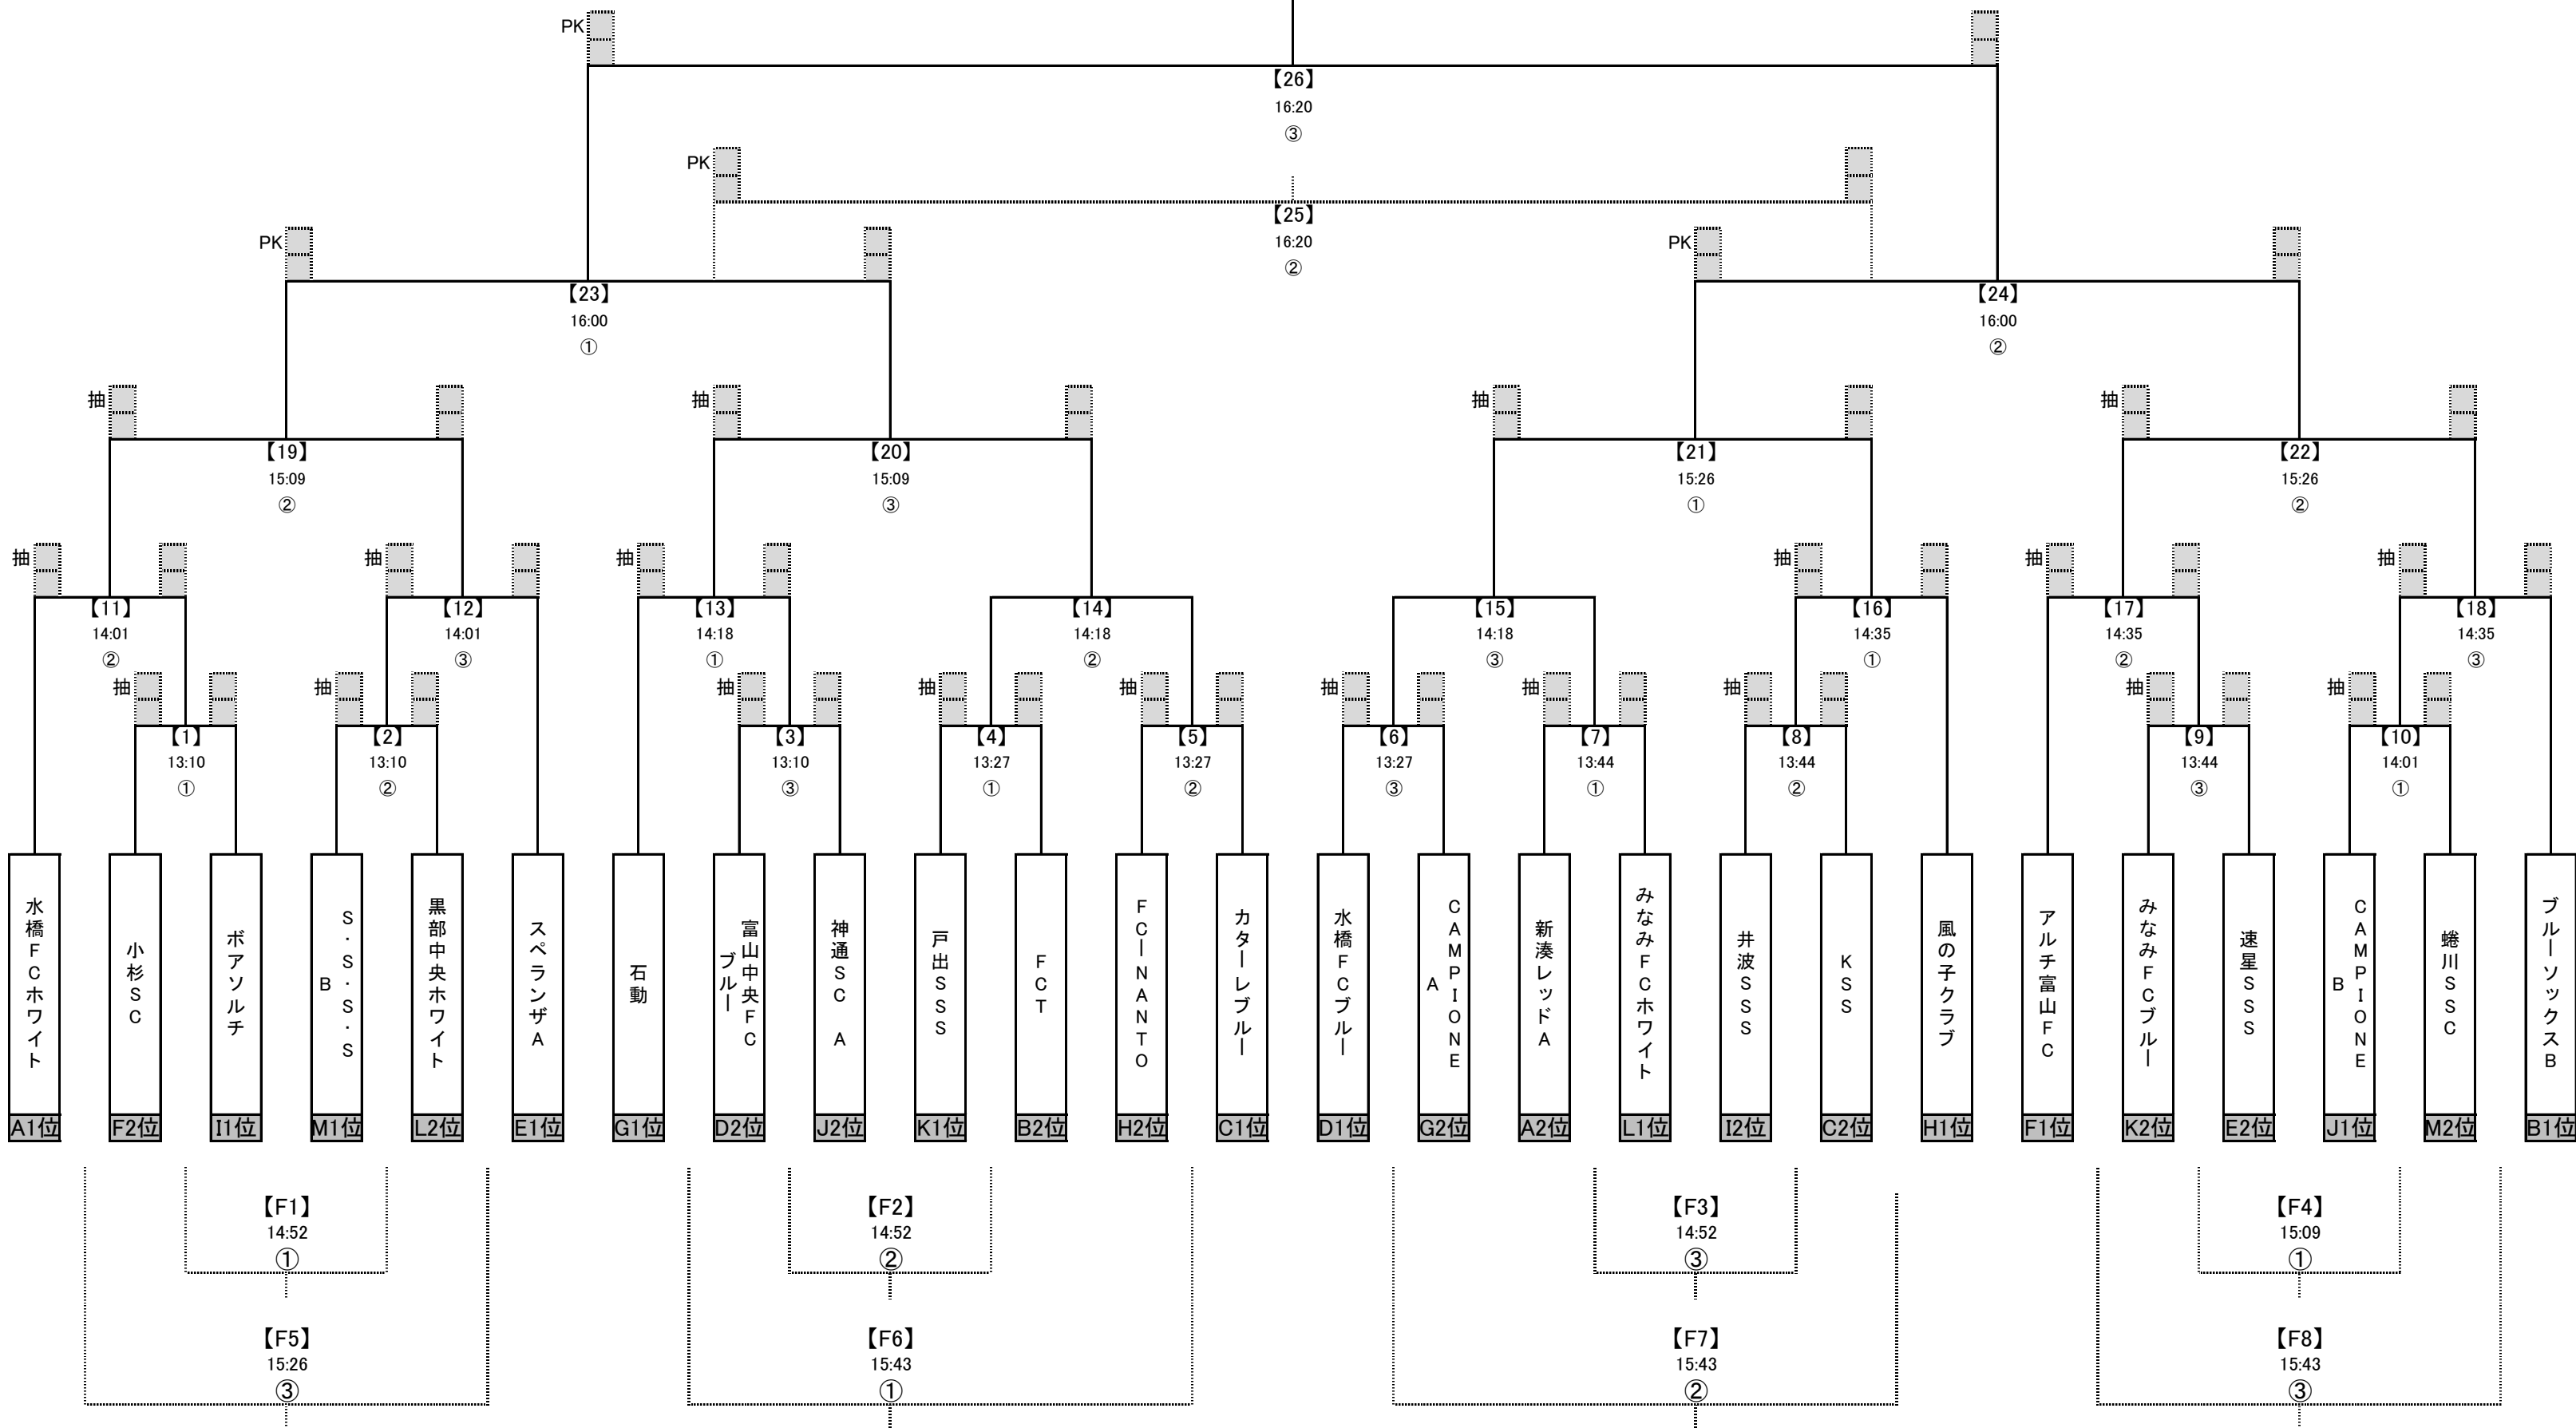 PK
【26】
16:20
③
PK
【25】
16:20
②
PK
PK
【23】
【24】
16:00
16:00
①
②
抽
抽
抽
抽
【19】
【20】
【21】
【22】
15:09
15:09
15:26
15:26
②
③
①
②
抽
抽
抽
抽
抽
抽
【11】
【12】
【13】
【14】
【15】
【16】
【17】
【18】
14:01
14:01
14:18
14:18
14:18
14:35
14:35
14:35
②
③
①
②
③
①
②
③
抽
抽
抽
抽
抽
抽
抽
抽
抽
抽
【1】
【2】
【3】
【4】
【5】
【6】
【7】
【8】
【9】
【10】
13:10
13:10
13:10
13:27
13:27
13:27
13:44
13:44
13:44
14:01
①
②
③
①
②
③
①
②
③
①
水橋FCホワイト
小杉SC
ボアソルチ
S・S・S・S
B
黒部中央ホワイト
スペランザA
石動
富山中央FC
ブルー
神通SC A
戸出SSS
FCT
FCーNANTO
カターレブルー
水橋FCブルー
CAMPIONE
A
新湊レッドA
みなみFCホワイト
井波SSS
KSS
風の子クラブ
アルチ富山FC
みなみFCブルー
速星SSS
CAMPIONE
B
蜷川SSC
ブルーソックスB
A1位
F2位
I1位
M1位
L2位
E1位
G1位
D2位
J2位
K1位
B2位
H2位
C1位
D1位
G2位
A2位
L1位
I2位
C2位
H1位
F1位
K2位
E2位
J1位
M2位
B1位
【F1】
【F2】
【F3】
【F4】
14:52
14:52
14:52
15:09
①
②
③
①
【F5】
【F6】
【F7】
【F8】
15:26
15:43
15:43
15:43
③
①
②
③